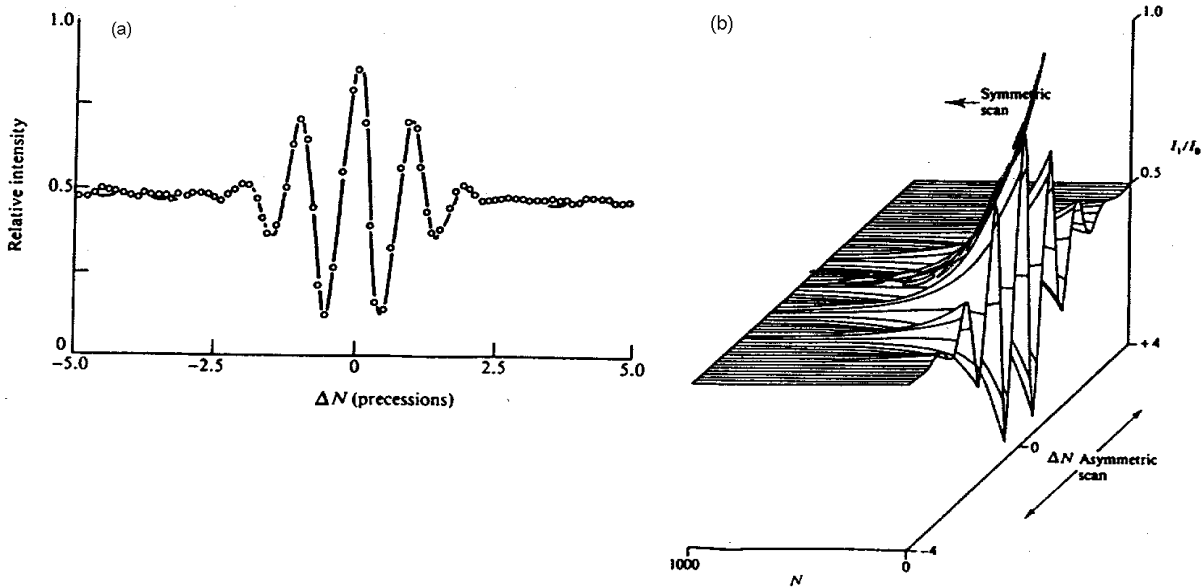 (a)
1.0
Relative intensity
0.5
0
−5.0
−2.5
0
2.5
5.0
ΔN (precessions)
(b)
1.0
Symmetric
scan
I₁/I₀
0.5
+4
0
ΔN Asymmetric
scan
−4
1000
0
N